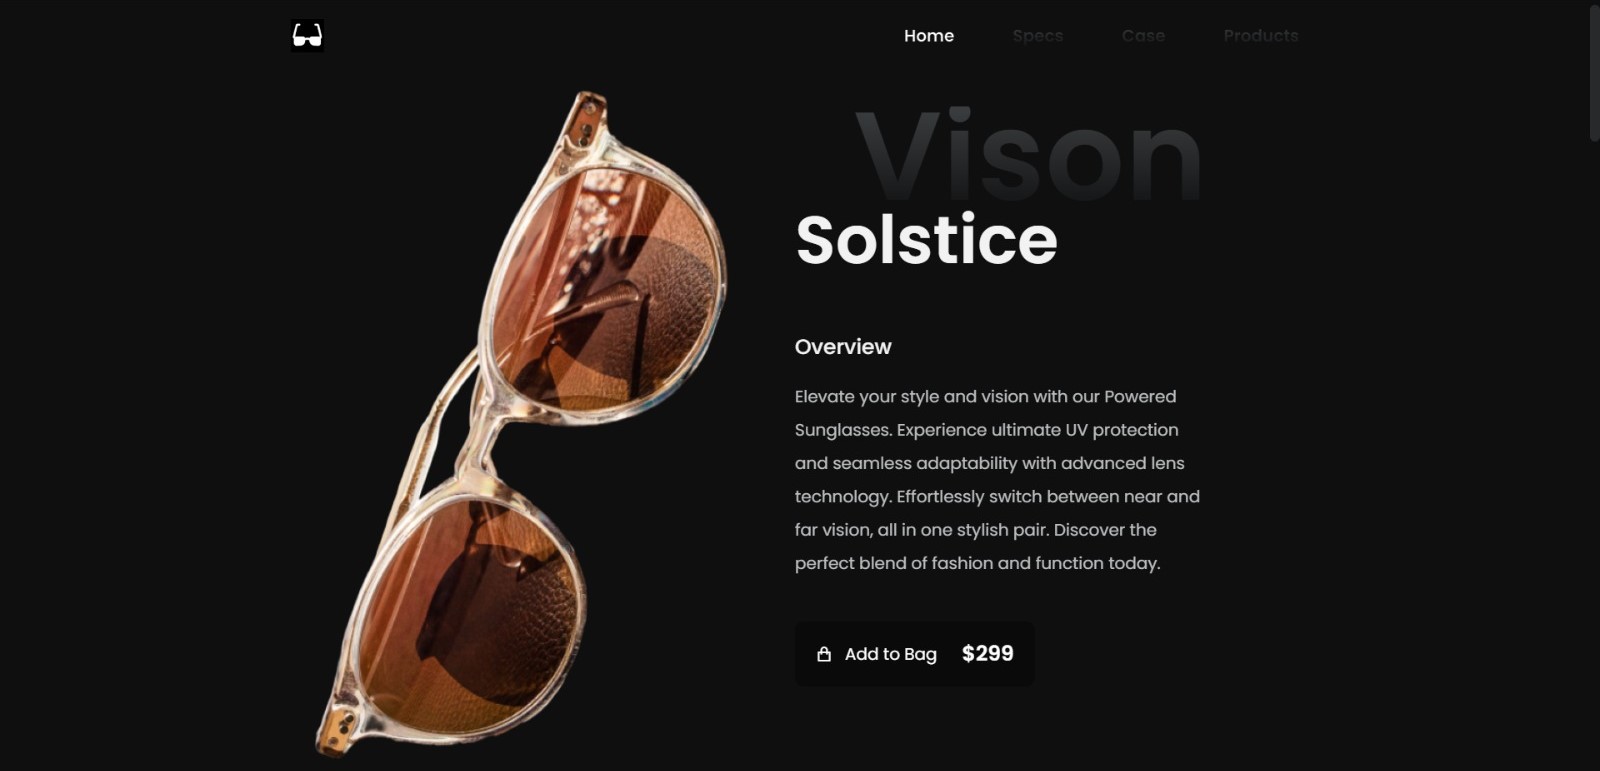 Home Specs Case Products
Vison
Solstice
Overview
Elevate your style and vision with our Powered
Sunglasses. Experience ultimate UV protection
and seamless adaptability with advanced lens
technology. Effortlessly switch between near and
far vision, all in one stylish pair. Discover the
perfect blend of fashion and function today.
Add to Bag $299